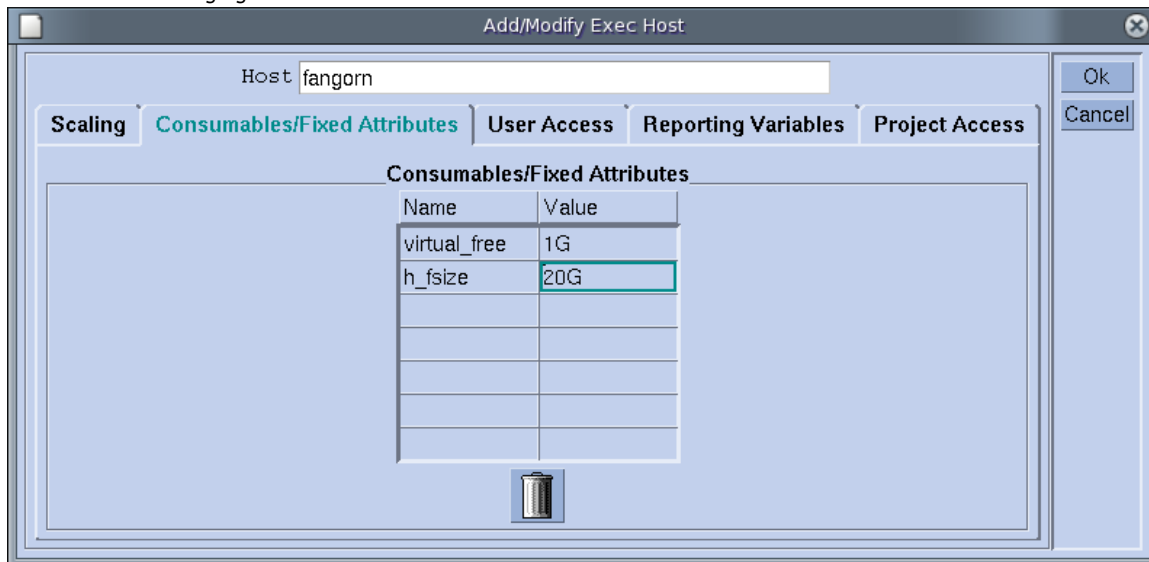 Add/Modify Exec Host
Host fangorn
Ok
Cancel
Scaling Consumables/Fixed Attributes User Access Reporting Variables Project Access
Consumables/Fixed Attributes
Name Value
virtual_free 1G
h_fsize 20G